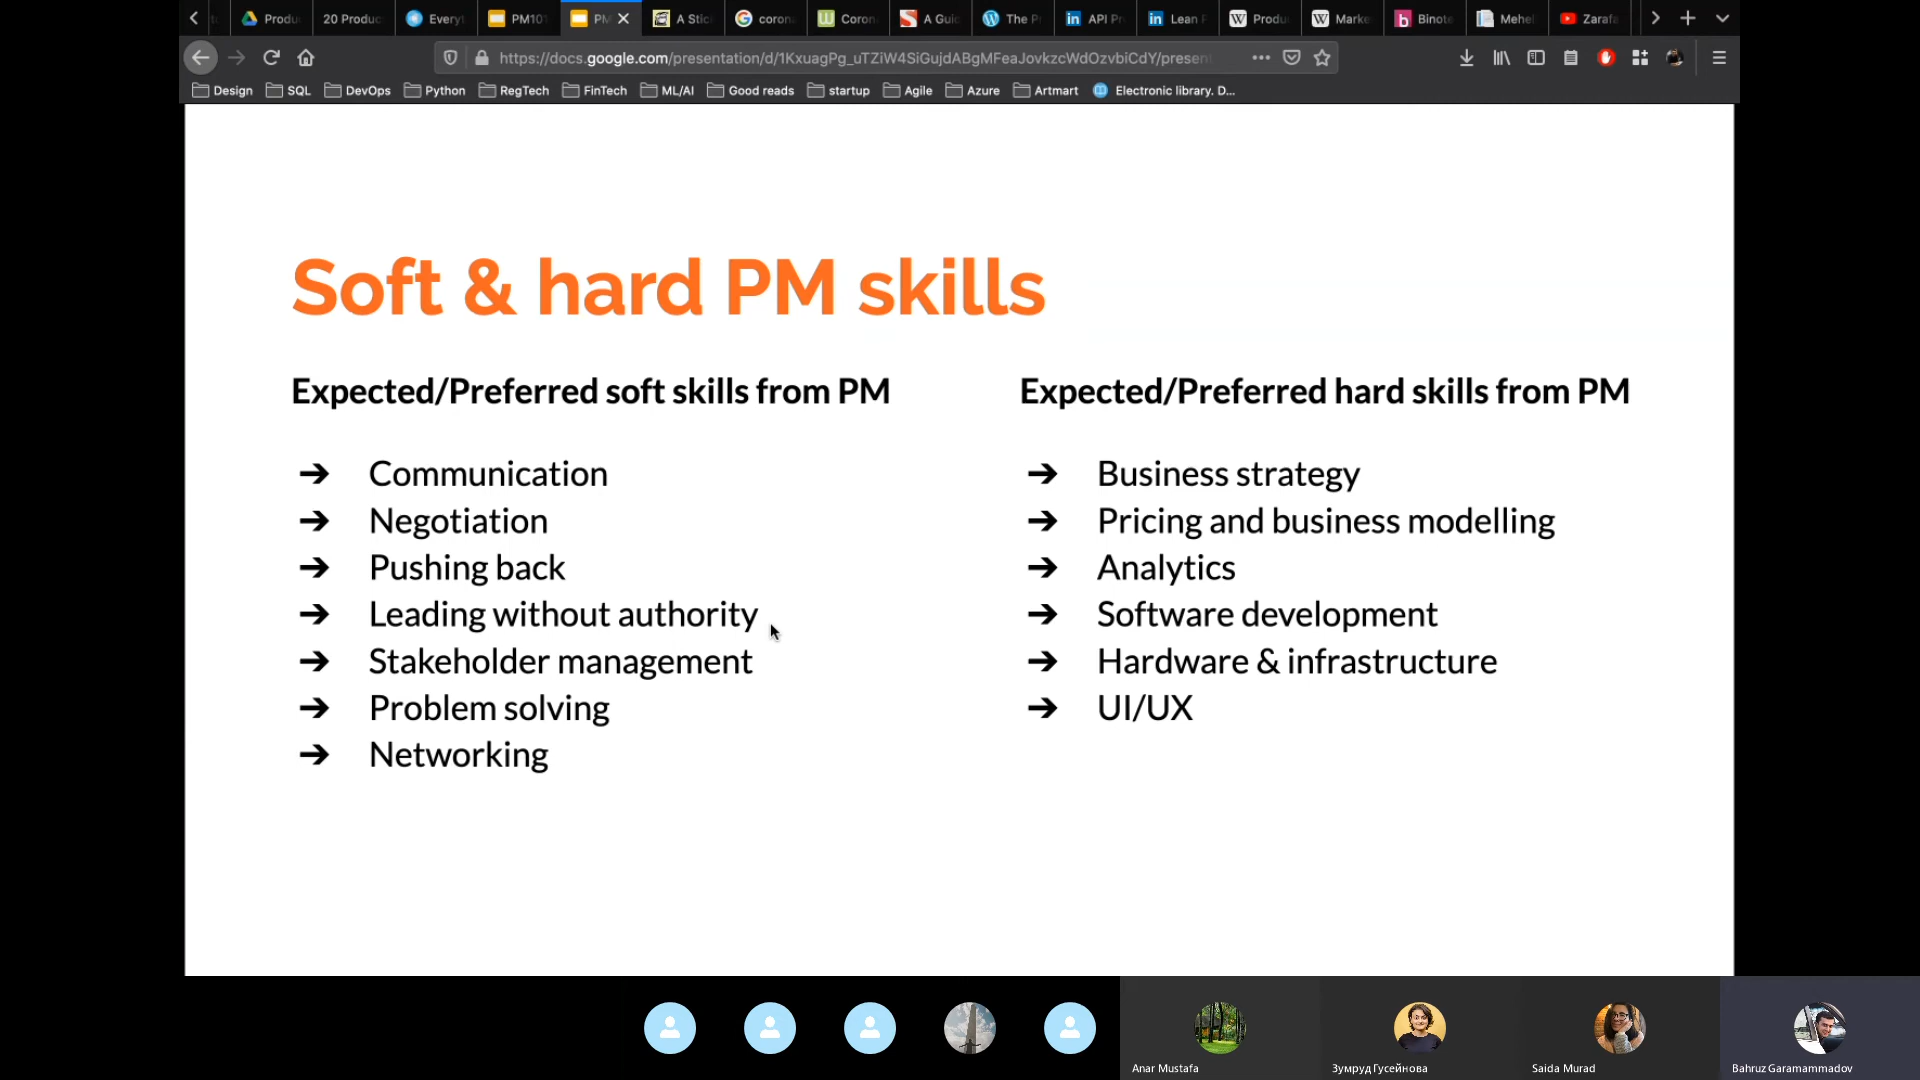 Produ
20 Produc
Everyt
PM101
PM
A Stic
coron
Coron
A Guid
The P
API Pr
Lean P
Produ
Marke
Binote
Mehel
Zarafa
https://docs.google.com/presentation/d/1KxuagPg_uTZiW4SiGujdABgMFeaJovkzcWdOzvbiCdY/present
Design SQL DevOps Python RegTech FinTech ML/AI Good reads startup Agile Azure Artmart Electronic library. D...
Soft & hard PM skills
Expected/Preferred soft skills from PM
➔ Communication
➔ Negotiation
➔ Pushing back
➔ Leading without authority
➔ Stakeholder management
➔ Problem solving
➔ Networking
Expected/Preferred hard skills from PM
➔ Business strategy
➔ Pricing and business modelling
➔ Analytics
➔ Software development
➔ Hardware & infrastructure
➔ UI/UX
Anar Mustafa
Зумруд Гусейнова
Saida Murad
Bahruz Garamammadov